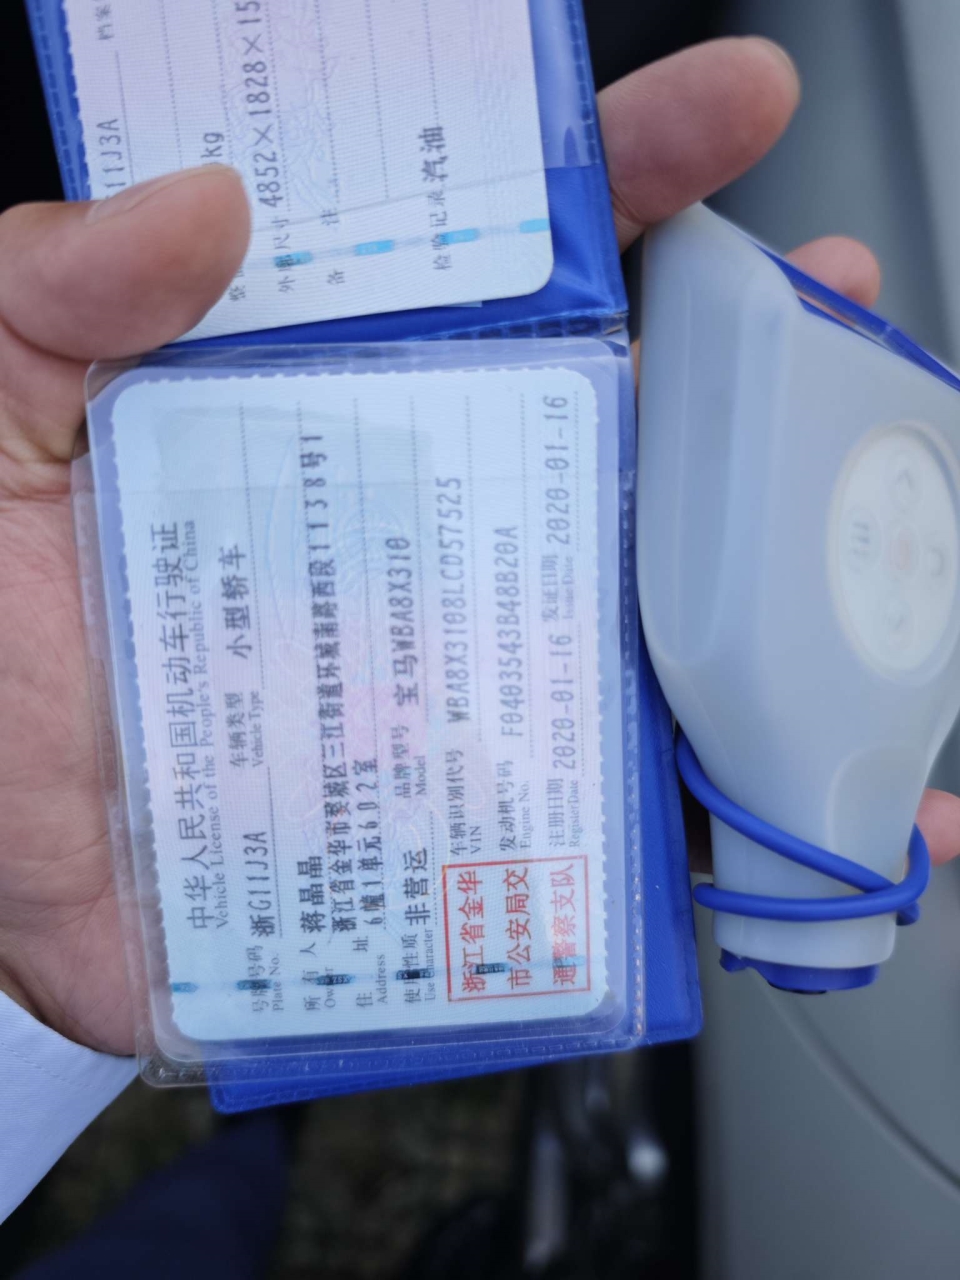 中华人民共和国机动车行驶证
Vehicle License of the People's Republic of China
号牌号码 浙G11J3A 车辆类型 小型轿车
Plate No. Vehicle Type
所有人 蒋晶晶
Owner
住址 浙江省金华市婺城区三江街道环城南路西段1138号1
Address 6幢1单元602室
使用性质 非营运 品牌型号 宝马WBA8X310
Use Character Model
浙江省金华
市公安局交
通警察支队
车辆识别代号 WBA8X3108LCD57525
VIN
发动机号码 F0403543B48B20A
Engine No.
注册日期 2020-01-16 发证日期 2020-01-16
Register Date Issue Date
11J3A 档案
整 kg
外廓尺寸 4852×1828×15
备注
检验记录 汽油